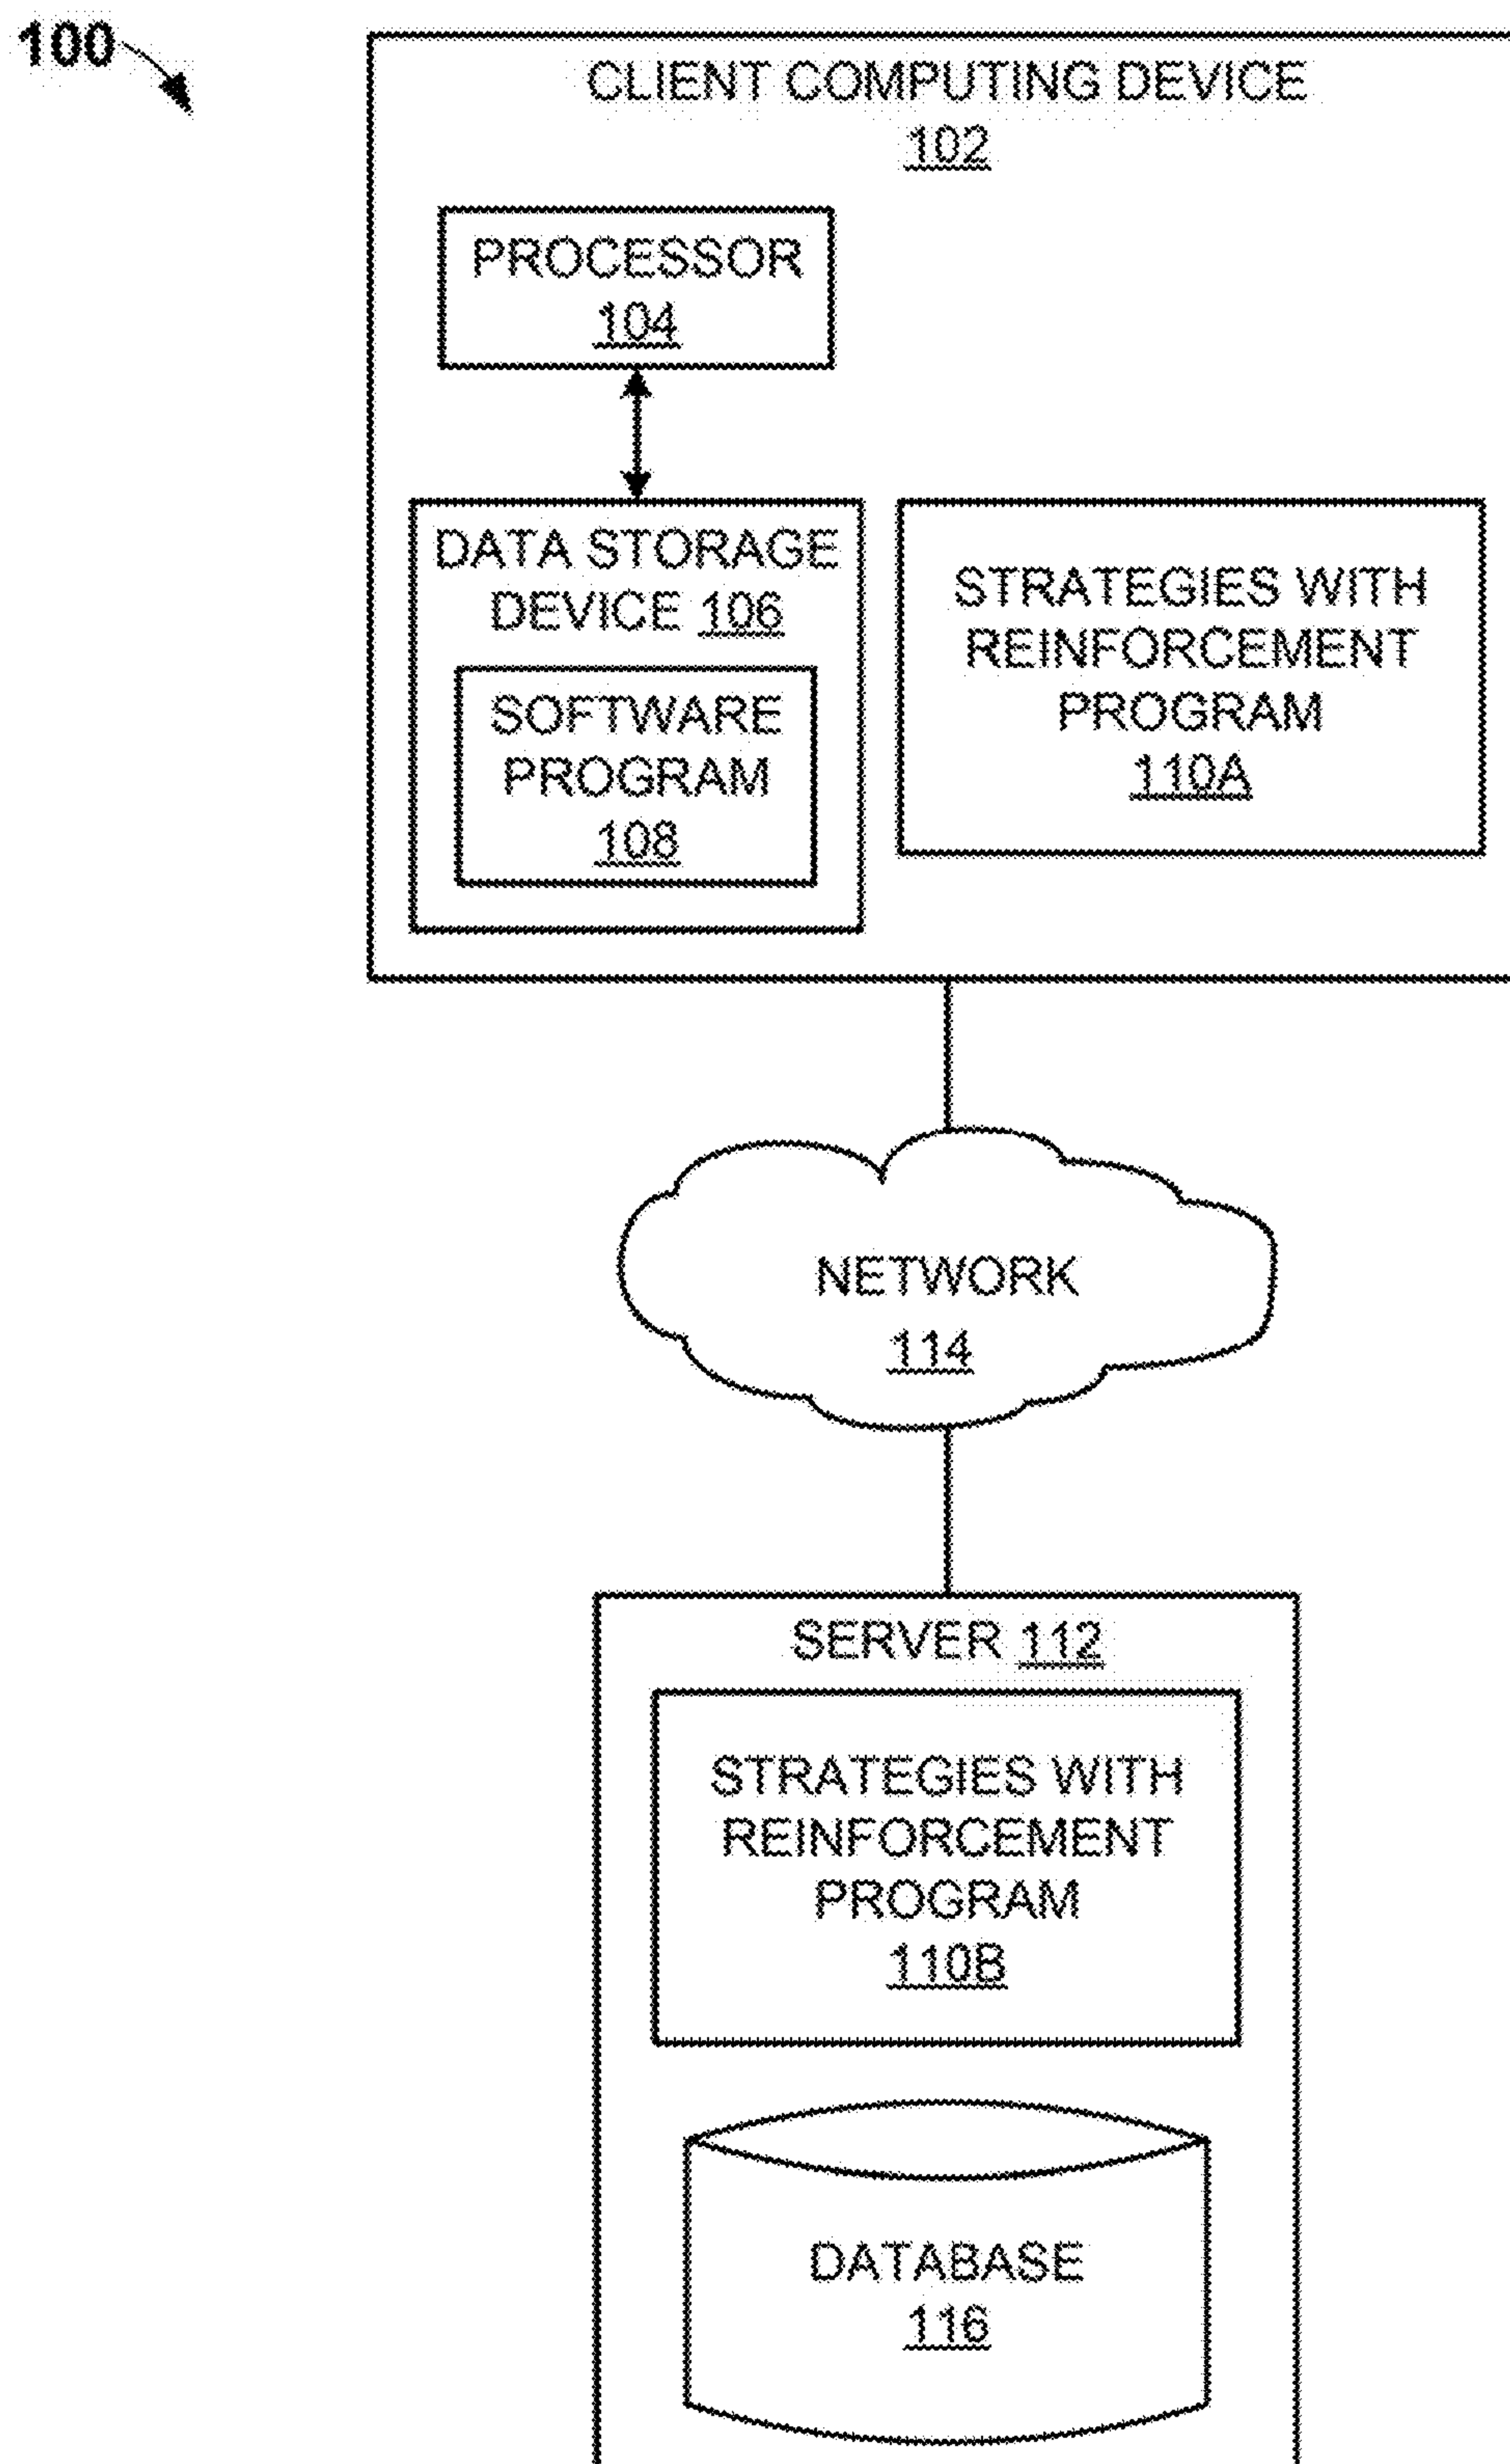 100
CLIENT COMPUTING DEVICE
102
PROCESSOR
104
DATA STORAGE
DEVICE 106
SOFTWARE
PROGRAM
108
STRATEGIES WITH
REINFORCEMENT
PROGRAM
110A
NETWORK
114
SERVER 112
STRATEGIES WITH
REINFORCEMENT
PROGRAM
110B
DATABASE
116